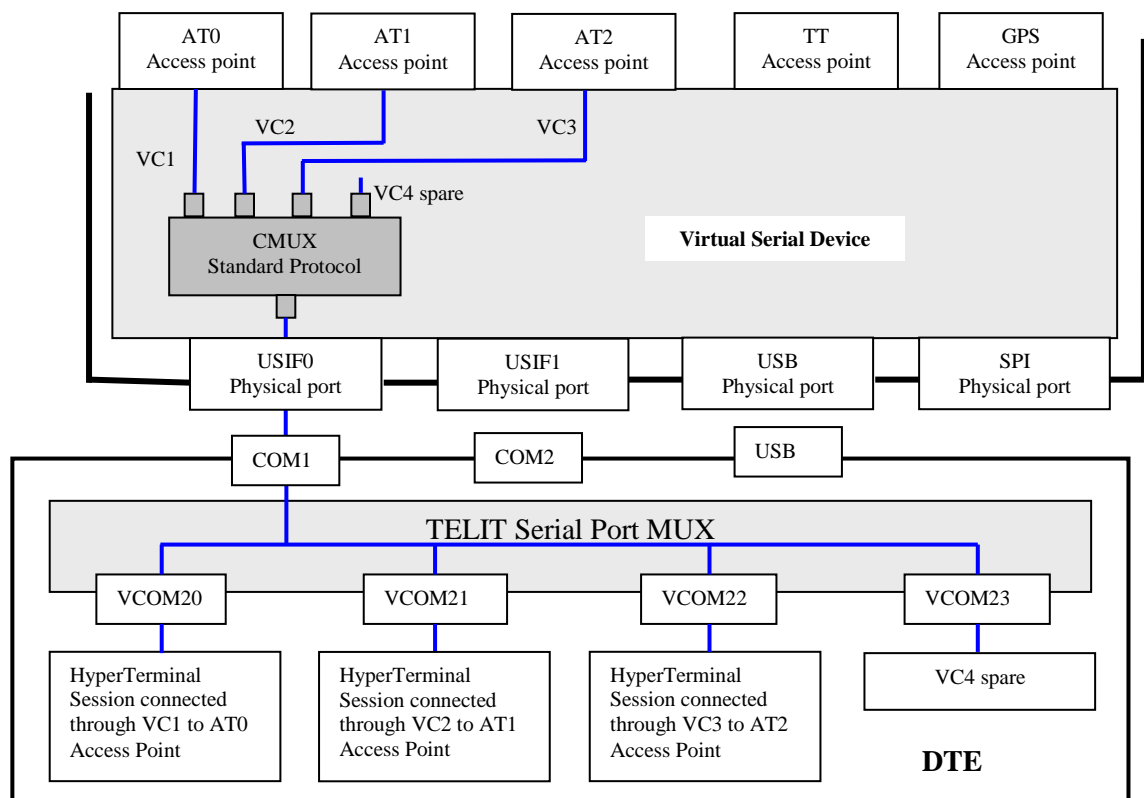 AT0
Access point
AT1
Access point
AT2
Access point
TT
Access point
GPS
Access point
VC1
VC2
VC3
VC4 spare
CMUX
Standard Protocol
Virtual Serial Device
USIF0
Physical port
USIF1
Physical port
USB
Physical port
SPI
Physical port
COM1
COM2
USB
TELIT Serial Port MUX
VCOM20
VCOM21
VCOM22
VCOM23
HyperTerminal
Session connected
through VC1 to AT0
Access Point
HyperTerminal
Session connected
through VC2 to AT1
Access Point
HyperTerminal
Session connected
through VC3 to AT2
Access Point
VC4 spare
DTE